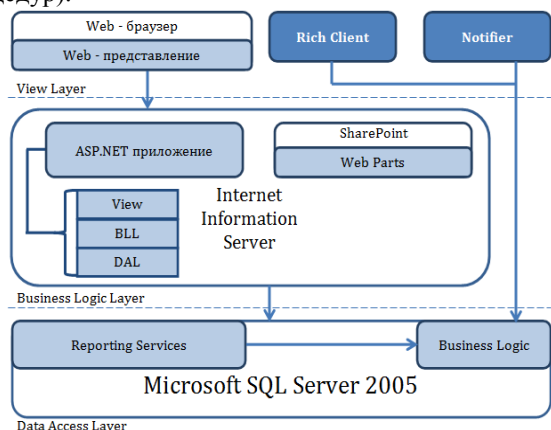 Web - браузер
Web - представление
Rich Client
Notifier
View Layer
ASP.NET приложение
SharePoint
Web Parts
View
BLL
DAL
Internet
Information
Server
Business Logic Layer
Reporting Services
Business Logic
Microsoft SQL Server 2005
Data Access Layer